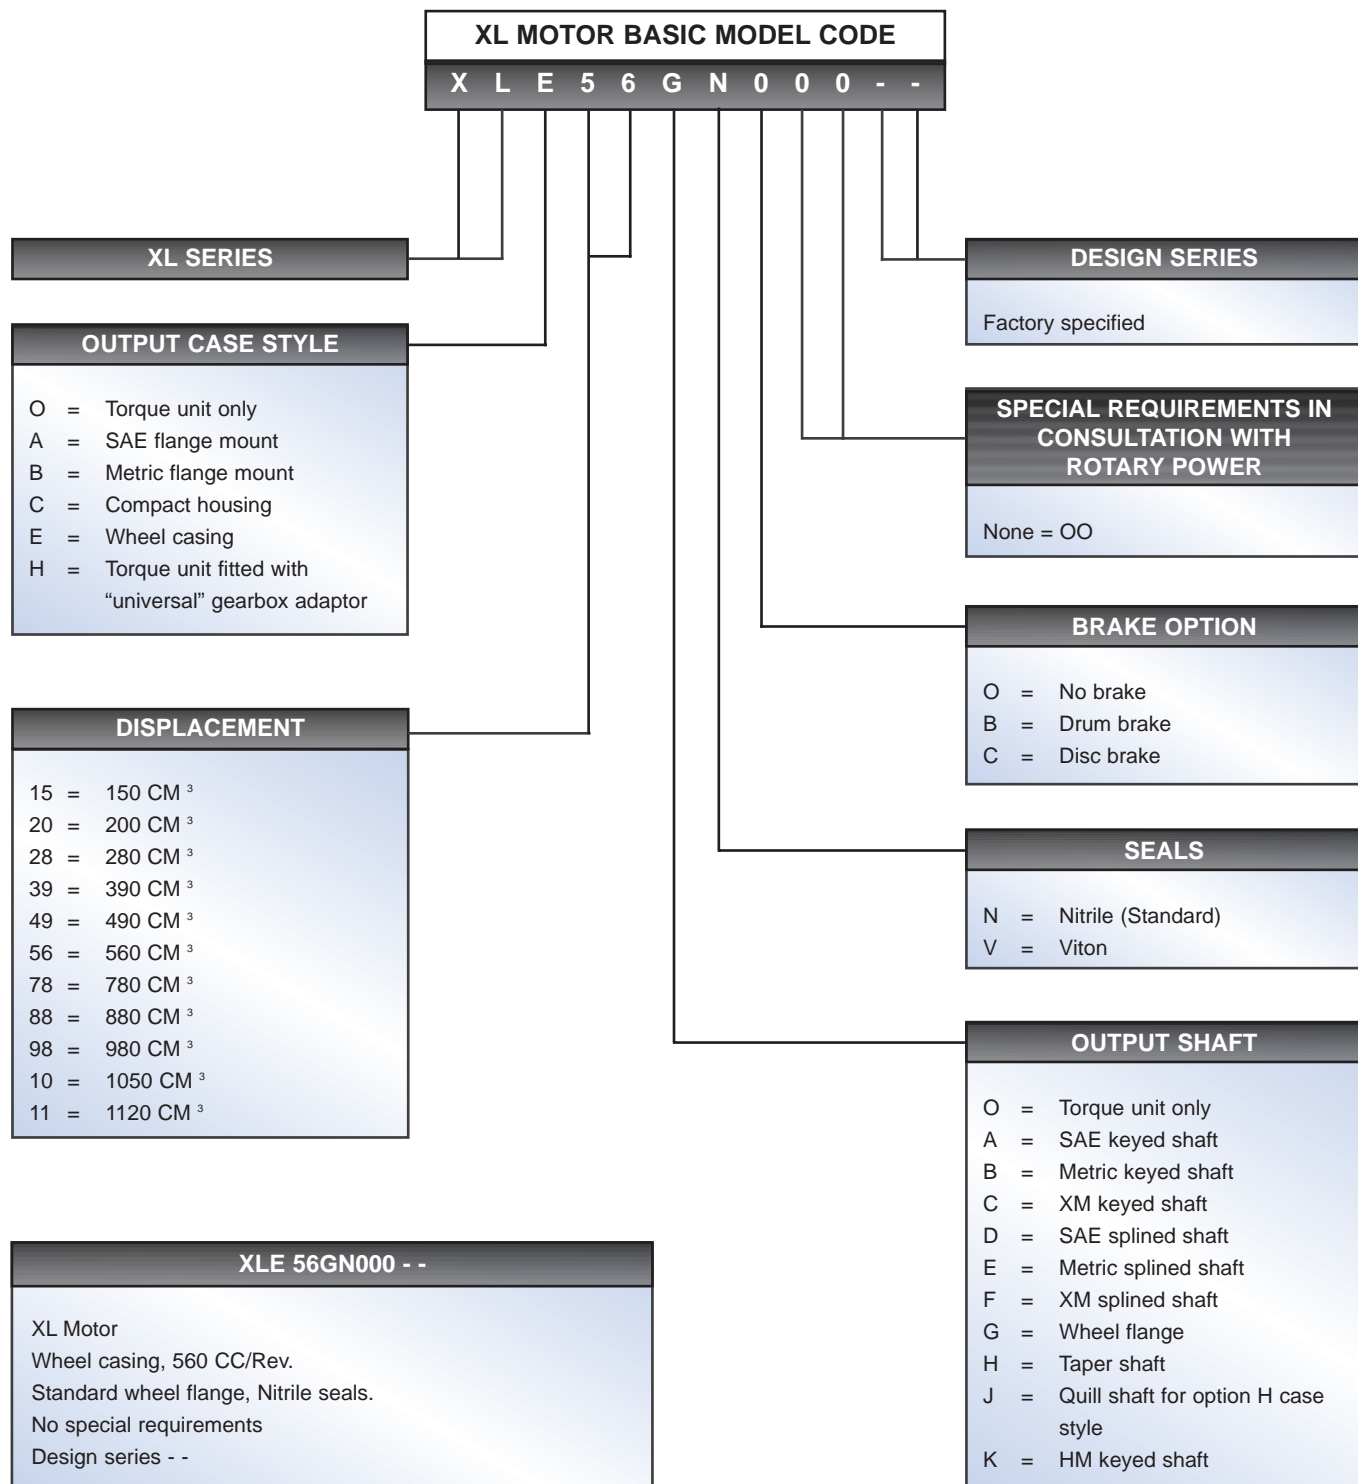 XL MOTOR BASIC MODEL CODE
X L E 5 6 G N 0 0 0 - -
XL SERIES
OUTPUT CASE STYLE
O = Torque unit only
A = SAE flange mount
B = Metric flange mount
C = Compact housing
E = Wheel casing
H = Torque unit fitted with
“universal” gearbox adaptor
DISPLACEMENT
15 = 150 CM ³
20 = 200 CM ³
28 = 280 CM ³
39 = 390 CM ³
49 = 490 CM ³
56 = 560 CM ³
78 = 780 CM ³
88 = 880 CM ³
98 = 980 CM ³
10 = 1050 CM ³
11 = 1120 CM ³
XLE 56GN000 - -
XL Motor
Wheel casing, 560 CC/Rev.
Standard wheel flange, Nitrile seals.
No special requirements
Design series - -
DESIGN SERIES
Factory specified
SPECIAL REQUIREMENTS IN
CONSULTATION WITH
ROTARY POWER
None = OO
BRAKE OPTION
O = No brake
B = Drum brake
C = Disc brake
SEALS
N = Nitrile (Standard)
V = Viton
OUTPUT SHAFT
O = Torque unit only
A = SAE keyed shaft
B = Metric keyed shaft
C = XM keyed shaft
D = SAE splined shaft
E = Metric splined shaft
F = XM splined shaft
G = Wheel flange
H = Taper shaft
J = Quill shaft for option H case
style
K = HM keyed shaft